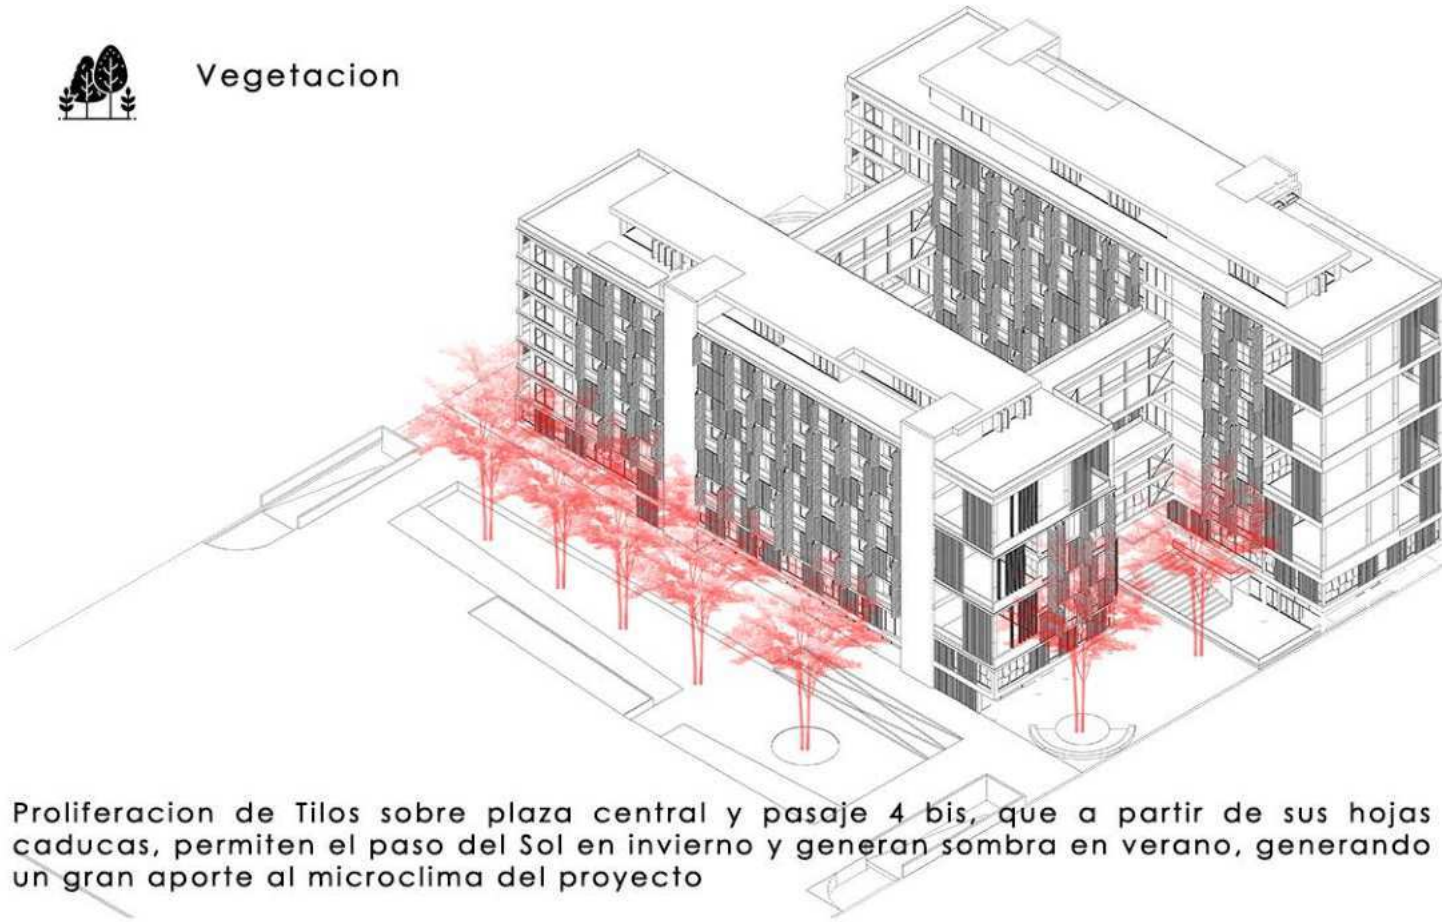 Vegetacion
Proliferacion de Tilos sobre plaza central y pasaje 4 bis, que a partir de sus hojas
caducas, permiten el paso del Sol en invierno y generan sombra en verano, generando
un gran aporte al microclima del proyecto